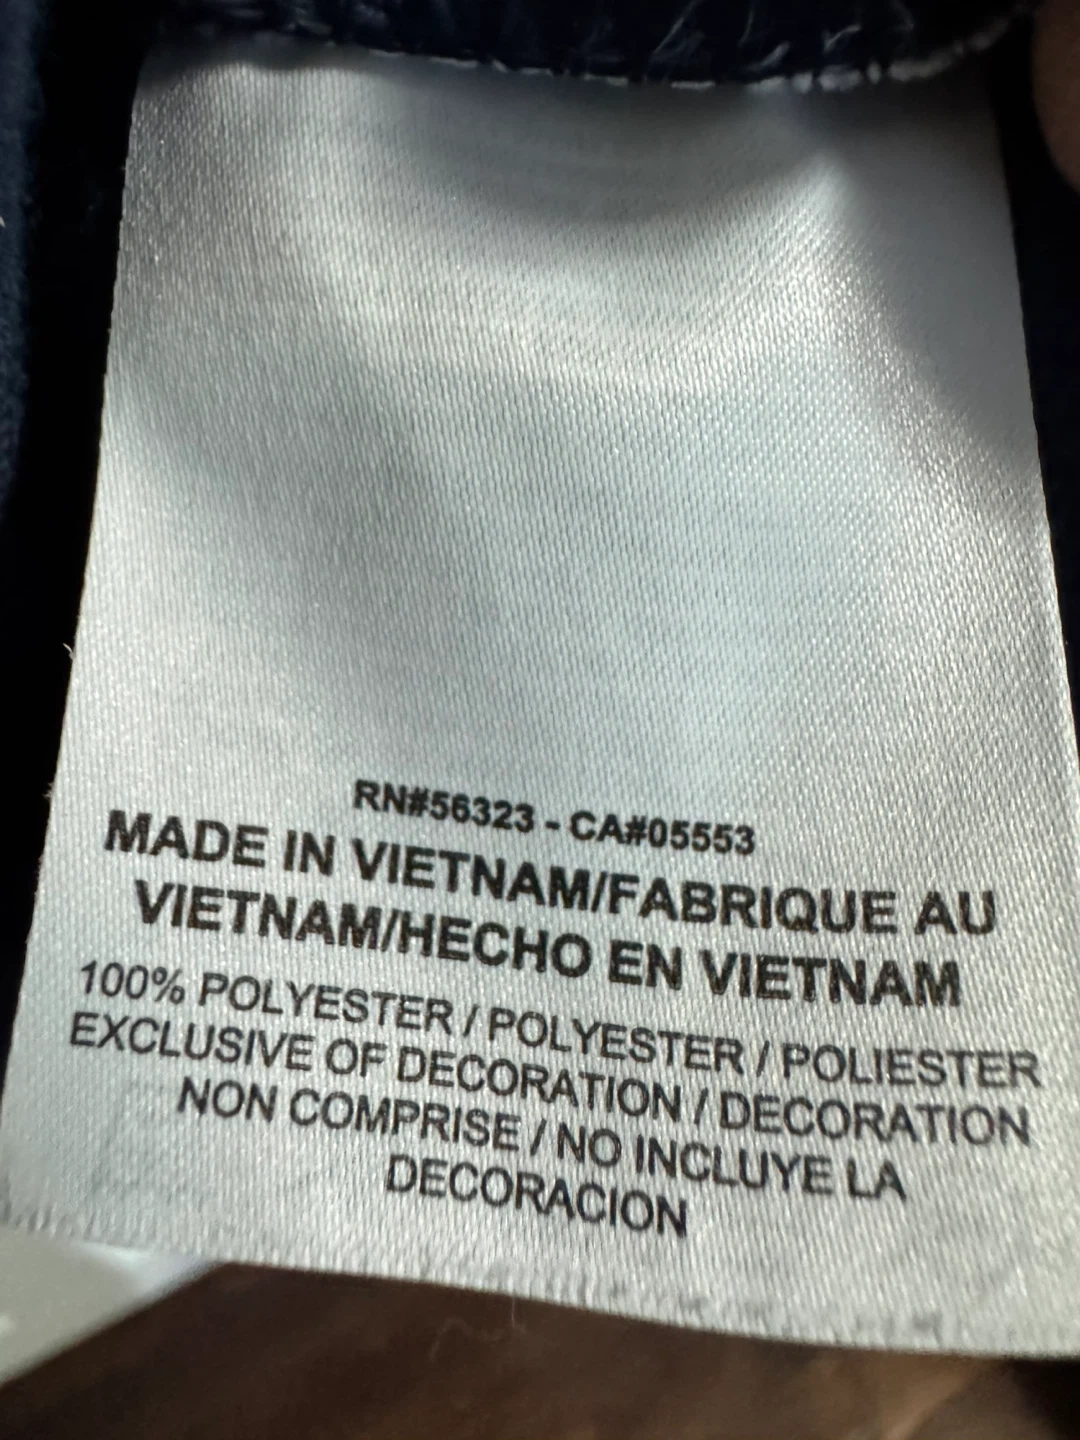 RN#56323 - CA#05553
MADE IN VIETNAM/FABRIQUE AU
VIETNAM/HECHO EN VIETNAM
100% POLYESTER / POLYESTER / POLIESTER
EXCLUSIVE OF DECORATION / DECORATION
NON COMPRISE / NO INCLUYE LA
DECORACION